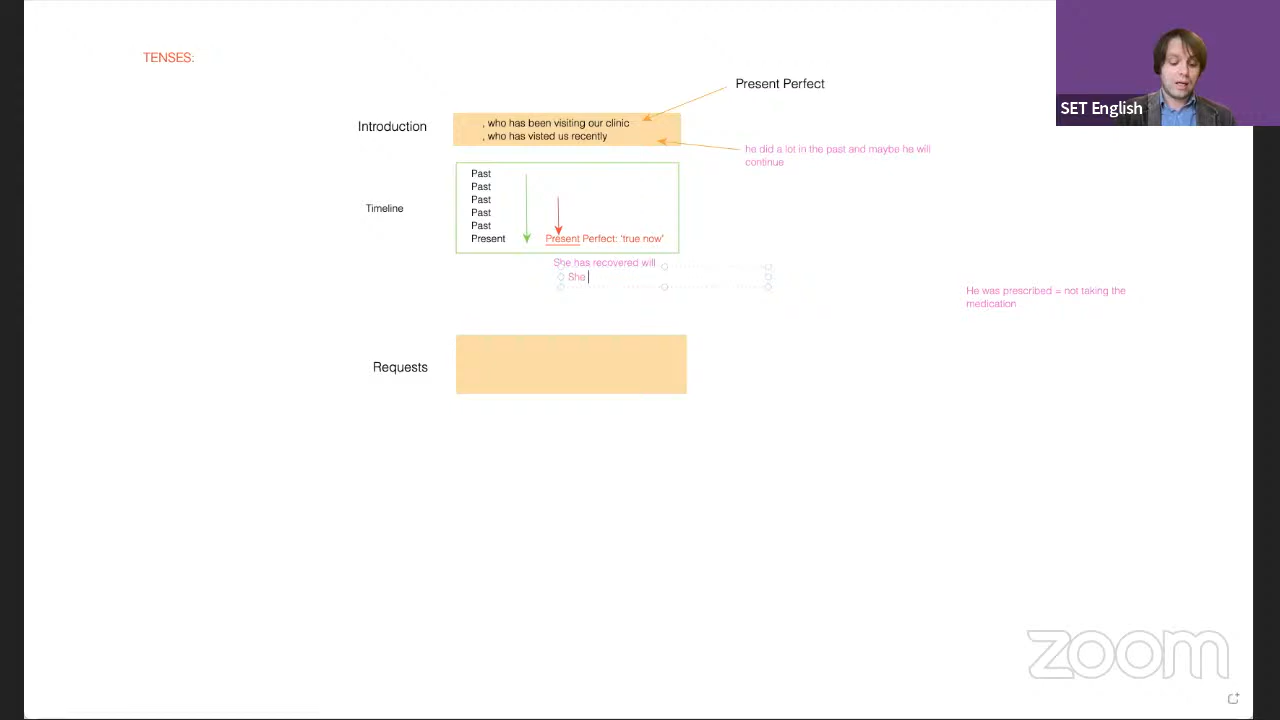 TENSES:
Present Perfect
SET English
Introduction
, who has been visiting our clinic
, who has visted us recently
he did a lot in the past and maybe he will
continue
Timeline
Past
Past
Past
Past
Past
Present
Present Perfect: 'true now'
She has recovered will
She
He was prescribed = not taking the
medication
Requests
zoom